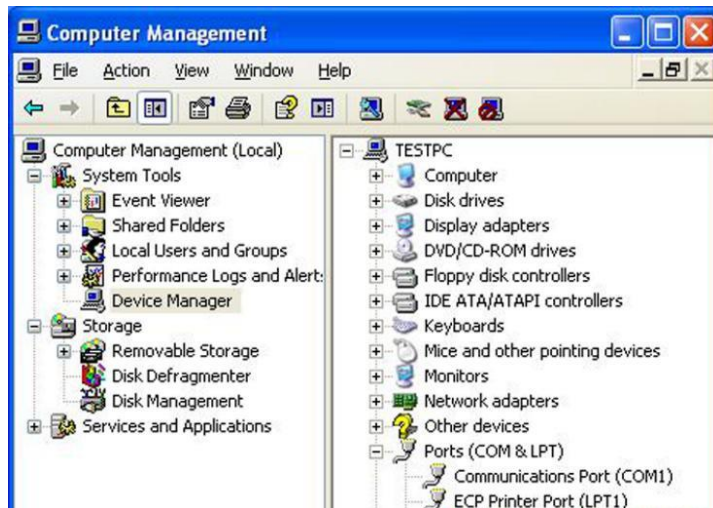 Computer Management
File Action View Window Help
Computer Management (Local)
System Tools
Event Viewer
Shared Folders
Local Users and Groups
Performance Logs and Alert
Device Manager
Storage
Removable Storage
Disk Defragmenter
Disk Management
Services and Applications
TESTPC
Computer
Disk drives
Display adapters
DVD/CD-ROM drives
Floppy disk controllers
IDE ATA/ATAPI controllers
Keyboards
Mice and other pointing devices
Monitors
Network adapters
Other devices
Ports (COM & LPT)
Communications Port (COM1)
ECP Printer Port (LPT1)